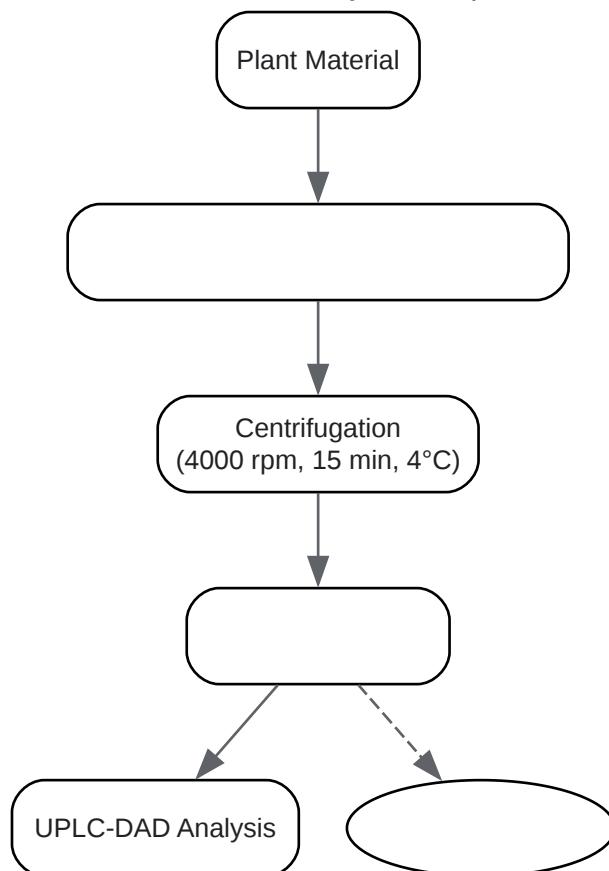 Plant Material
Centrifugation
(4000 rpm, 15 min, 4°C)
UPLC-DAD Analysis